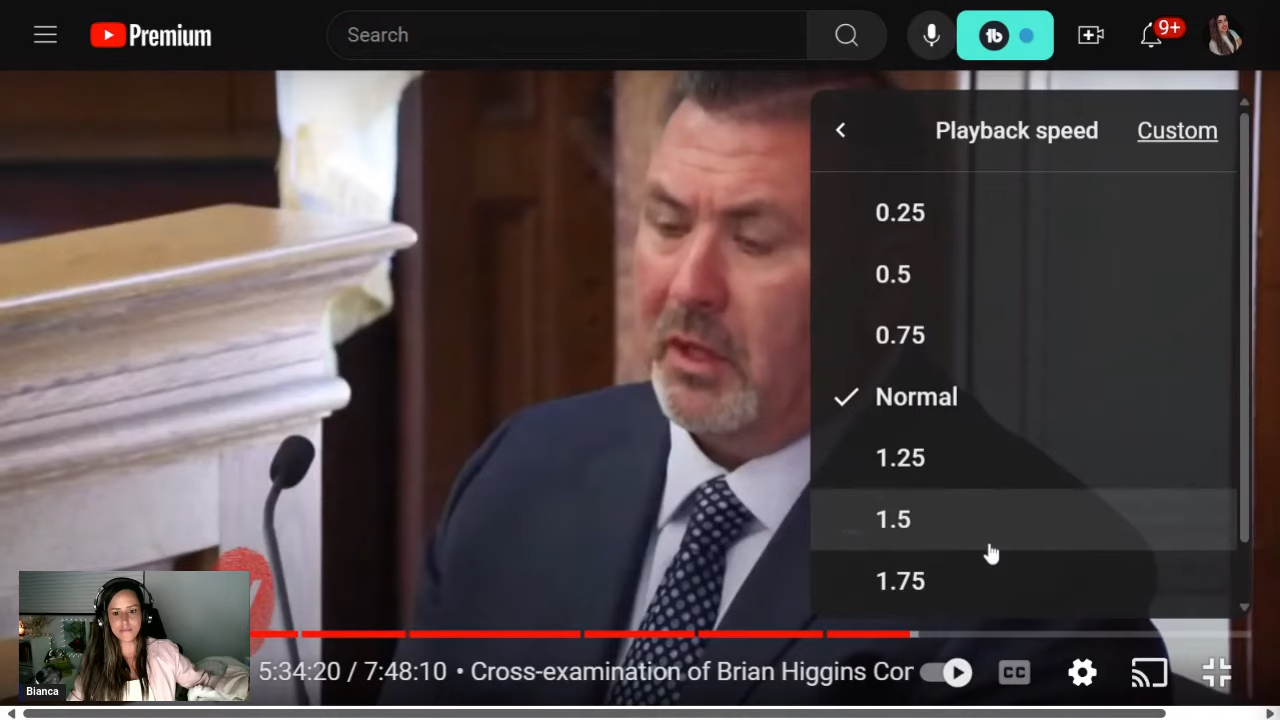 Premium
Search
9+
Playback speed
Custom
0.25
0.5
0.75
Normal
1.25
1.5
1.75
Bianca
5:34:20 / 7:48:10 • Cross-examination of Brian Higgins Cor
CC